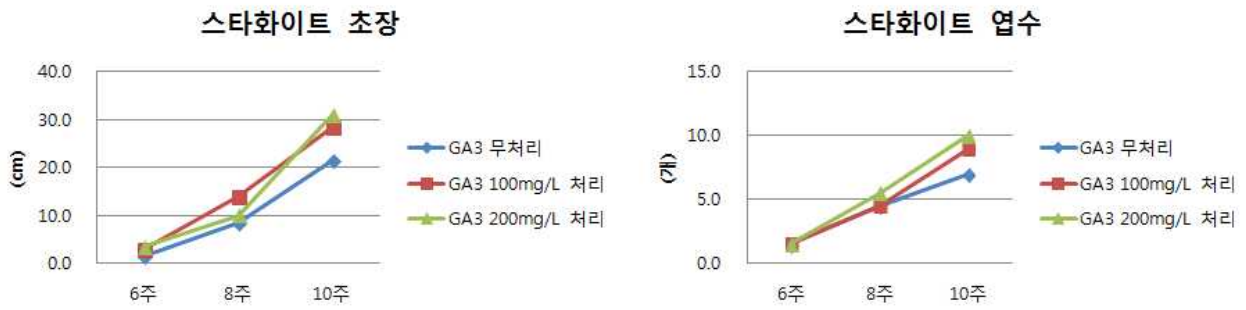 스타화이트 초장
40.0
30.0
20.0
10.0
0.0
(cm)
6주 8주 10주
GA3 무처리
GA3 100mg/L 처리
GA3 200mg/L 처리
스타화이트 엽수
15.0
10.0
5.0
0.0
(개)
6주 8주 10주
GA3 무처리
GA3 100mg/L 처리
GA3 200mg/L 처리